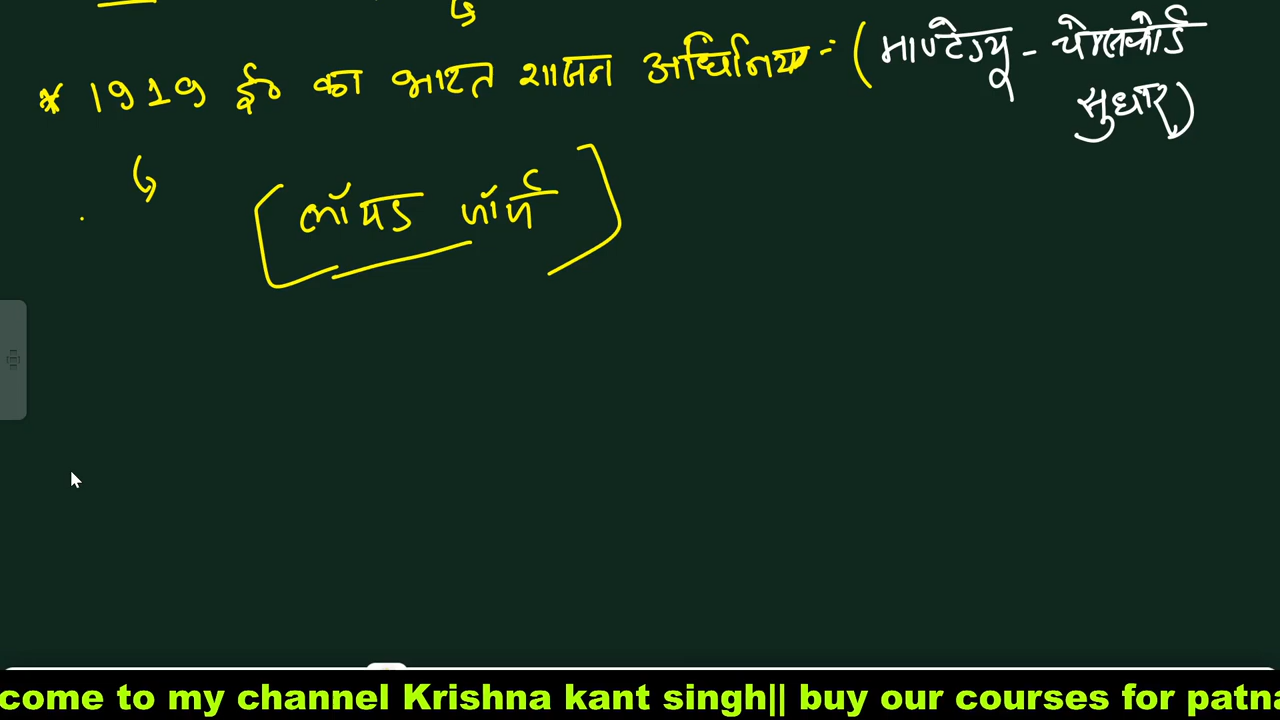 * 1919 ई० का भारत शासन अधिनियम :- (माण्टेग्यू - चेम्सफोर्ड
सुधार)
[लॉयड जॉर्ज]
come to my channel Krishna kant singh|| buy our courses for patna